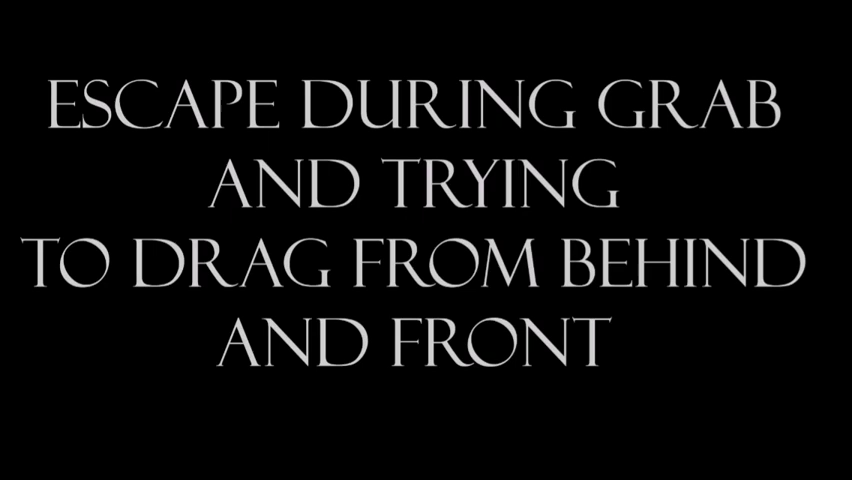 ESCAPE DURING GRAB
AND TRYING
TO DRAG FROM BEHIND
AND FRONT